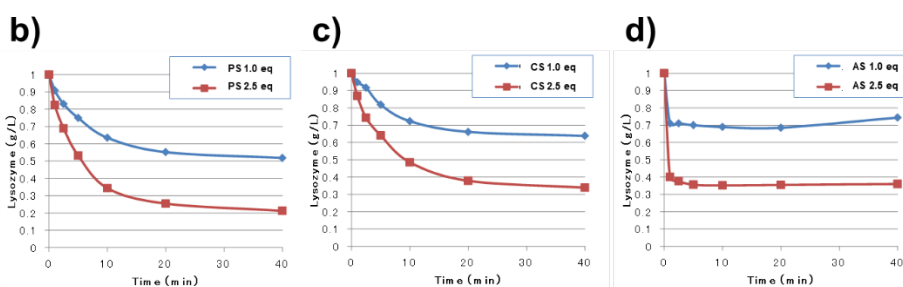 b)
PS 1.0 eq
PS 2.5 eq
1
0.9
0.8
0.7
0.6
0.5
0.4
0.3
0.2
0.1
0
Lysozyme (g/L)
0 10 20 30 40
Time (min)
c)
CS 1.0 eq
CS 2.5 eq
1
0.9
0.8
0.7
0.6
0.5
0.4
0.3
0.2
0.1
0
Lysozyme (g/L)
0 10 20 30 40
Time (min)
d)
AS 1.0 eq
AS 2.5 eq
1
0.9
0.8
0.7
0.6
0.5
0.4
0.3
0.2
0.1
0
Lysozyme (g/L)
0 10 20 30 40
Time (min)